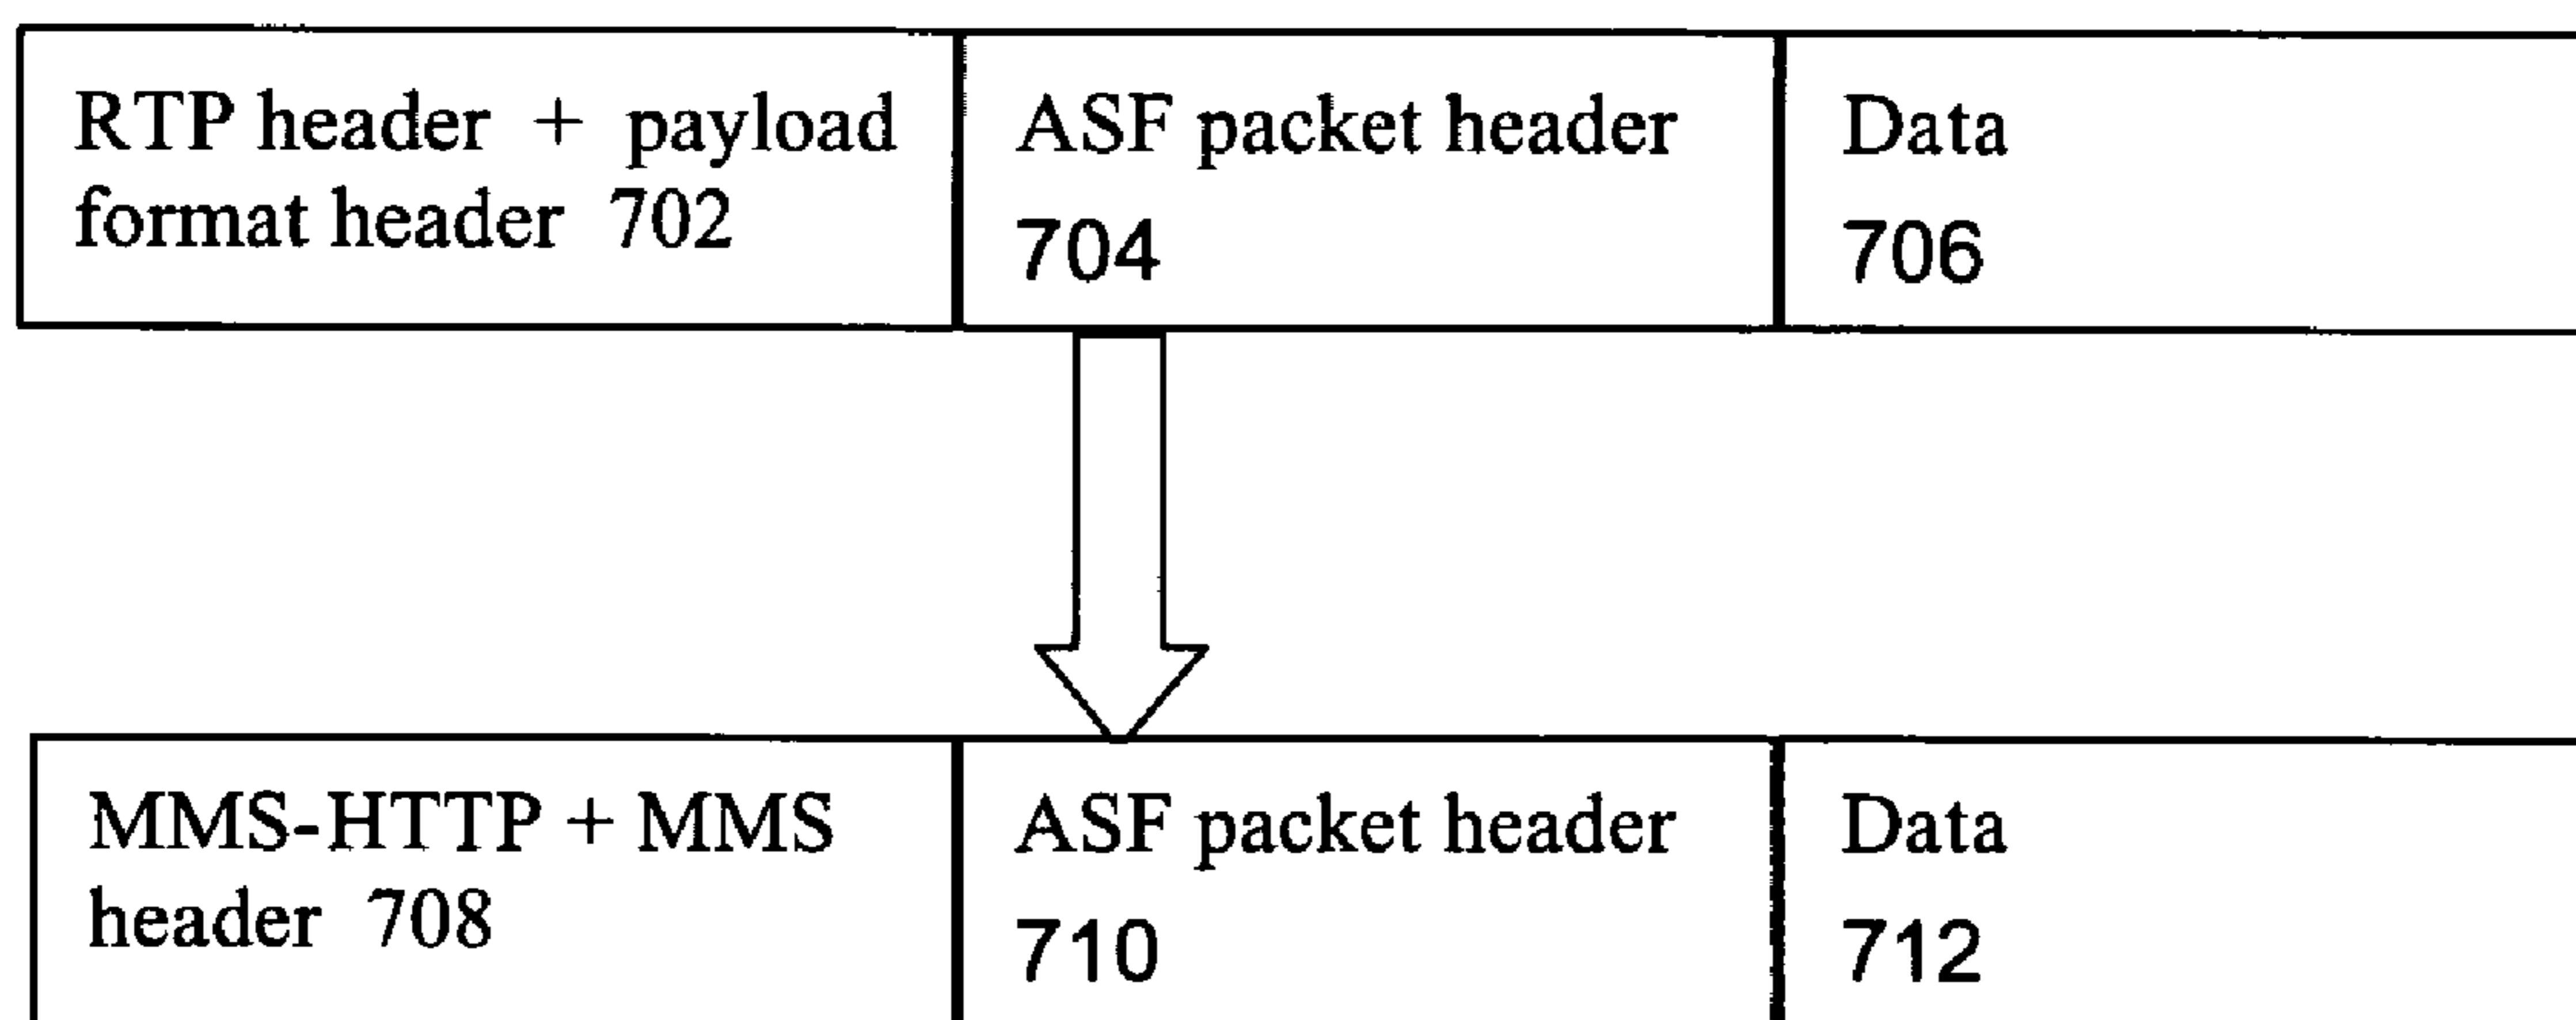 RTP header + payload
format header 702
ASF packet header
704
Data
706
MMS-HTTP + MMS
header 708
ASF packet header
710
Data
712